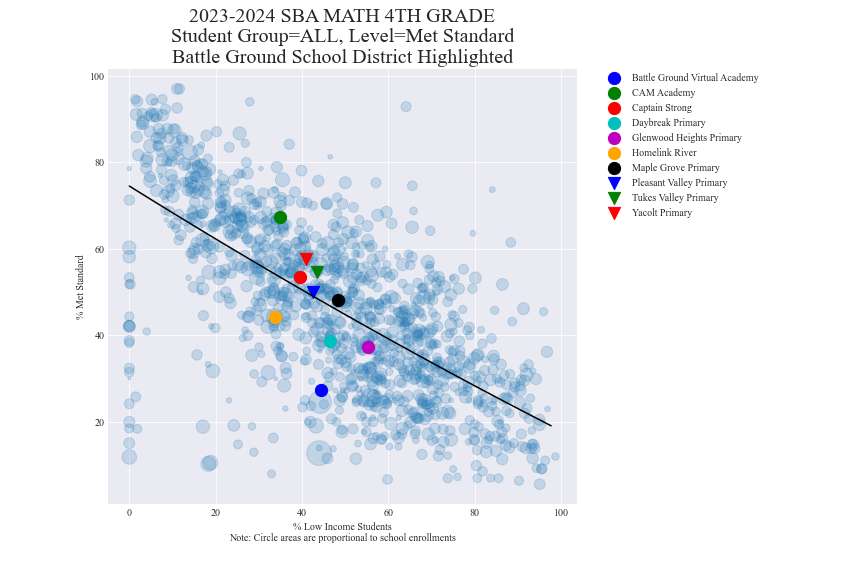 2023-2024 SBA MATH 4TH GRADE
Student Group=ALL, Level=Met Standard
Battle Ground School District Highlighted
100
80
60
40
20
% Met Standard
0 20 40 60 80 100
% Low Income Students
Note: Circle areas are proportional to school enrollments
Battle Ground Virtual Academy
CAM Academy
Captain Strong
Daybreak Primary
Glenwood Heights Primary
Homelink River
Maple Grove Primary
Pleasant Valley Primary
Tukes Valley Primary
Yacolt Primary